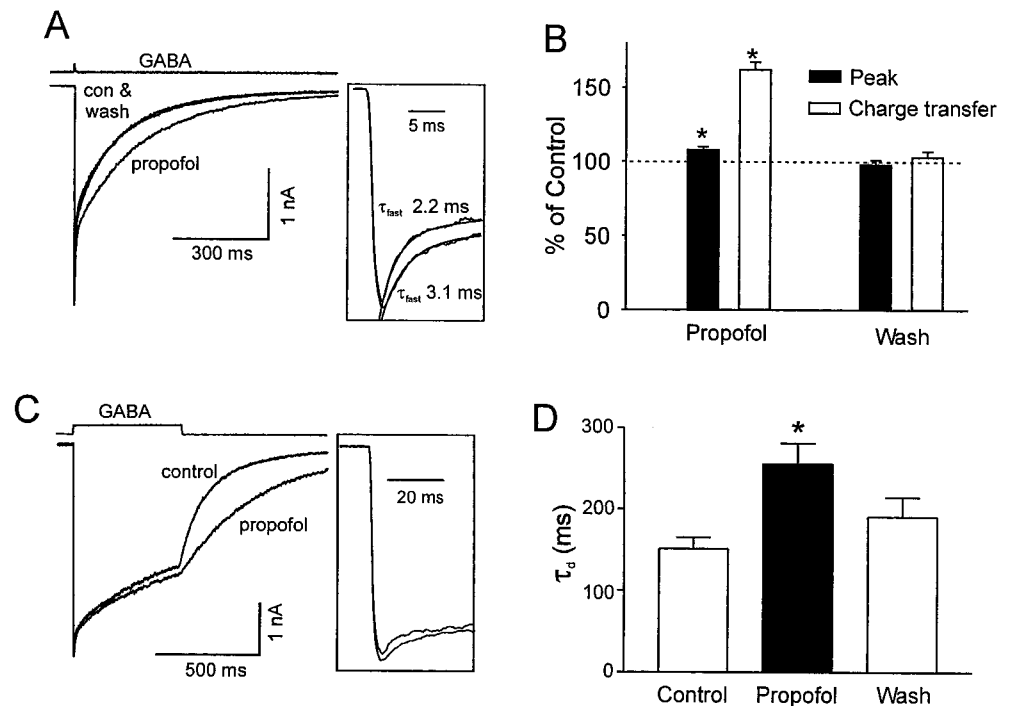 A
GABA
con &
wash
propofol
1 nA
300 ms
5 ms
τfast 2.2 ms
τfast 3.1 ms
B
% of Control
150
100
50
0
Peak
Charge transfer
*
*
Propofol
Wash
C
GABA
control
propofol
1 nA
500 ms
20 ms
D
τd (ms)
300
200
100
0
*
Control
Propofol
Wash